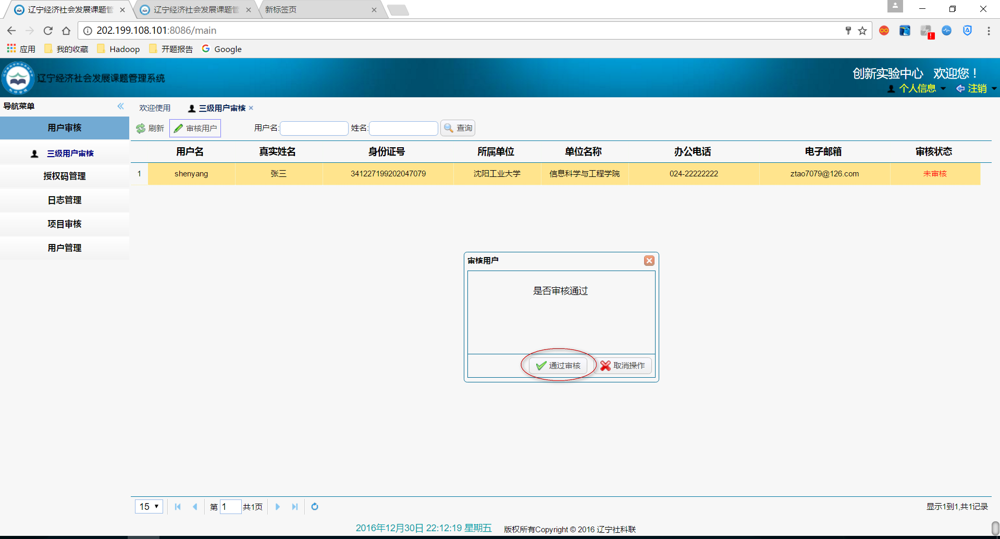 辽宁经济社会发展课题管 辽宁经济社会发展课题管 新标签页
202.199.108.101:8086/main
应用 我的收藏 Hadoop 开题报告 Google
辽宁经济社会发展课题管理系统
创新实验中心 欢迎您！
个人信息 注销
导航菜单
欢迎使用 三级用户审核
用户审核
刷新 审核用户 用户名: 姓名: 查询
用户名 真实姓名 身份证号 所属单位 单位名称 办公电话 电子邮箱 审核状态
1 shenyang 张三 341227199202047079 沈阳工业大学 信息科学与工程学院 024-22222222 ztao7079@126.com 未审核
三级用户审核
授权码管理
日志管理
项目审核
用户管理
审核用户
是否审核通过
通过审核 取消操作
15 第 1 共1页 显示1到1,共1记录
2016年12月30日 22:12:19 星期五 版权所有Copyright © 2016 辽宁社科联